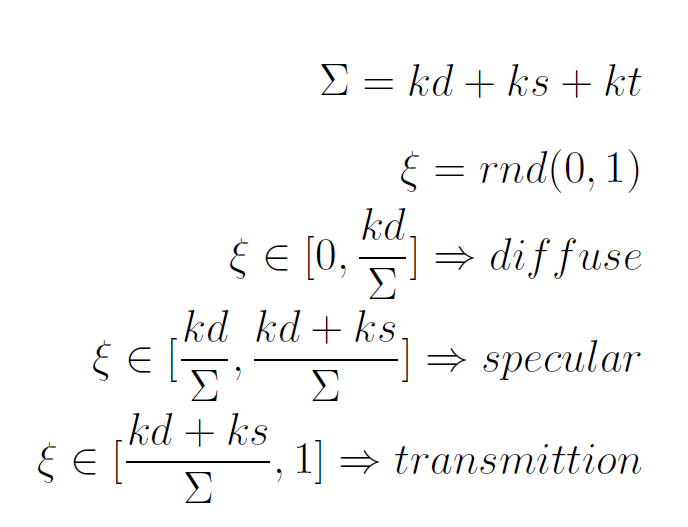 Σ = kd + ks + kt
ξ = rnd(0, 1)
ξ ∈ [0, kd/Σ] ⇒ diffuse
ξ ∈ [kd/Σ, (kd + ks)/Σ] ⇒ specular
ξ ∈ [(kd + ks)/Σ, 1] ⇒ transmittion